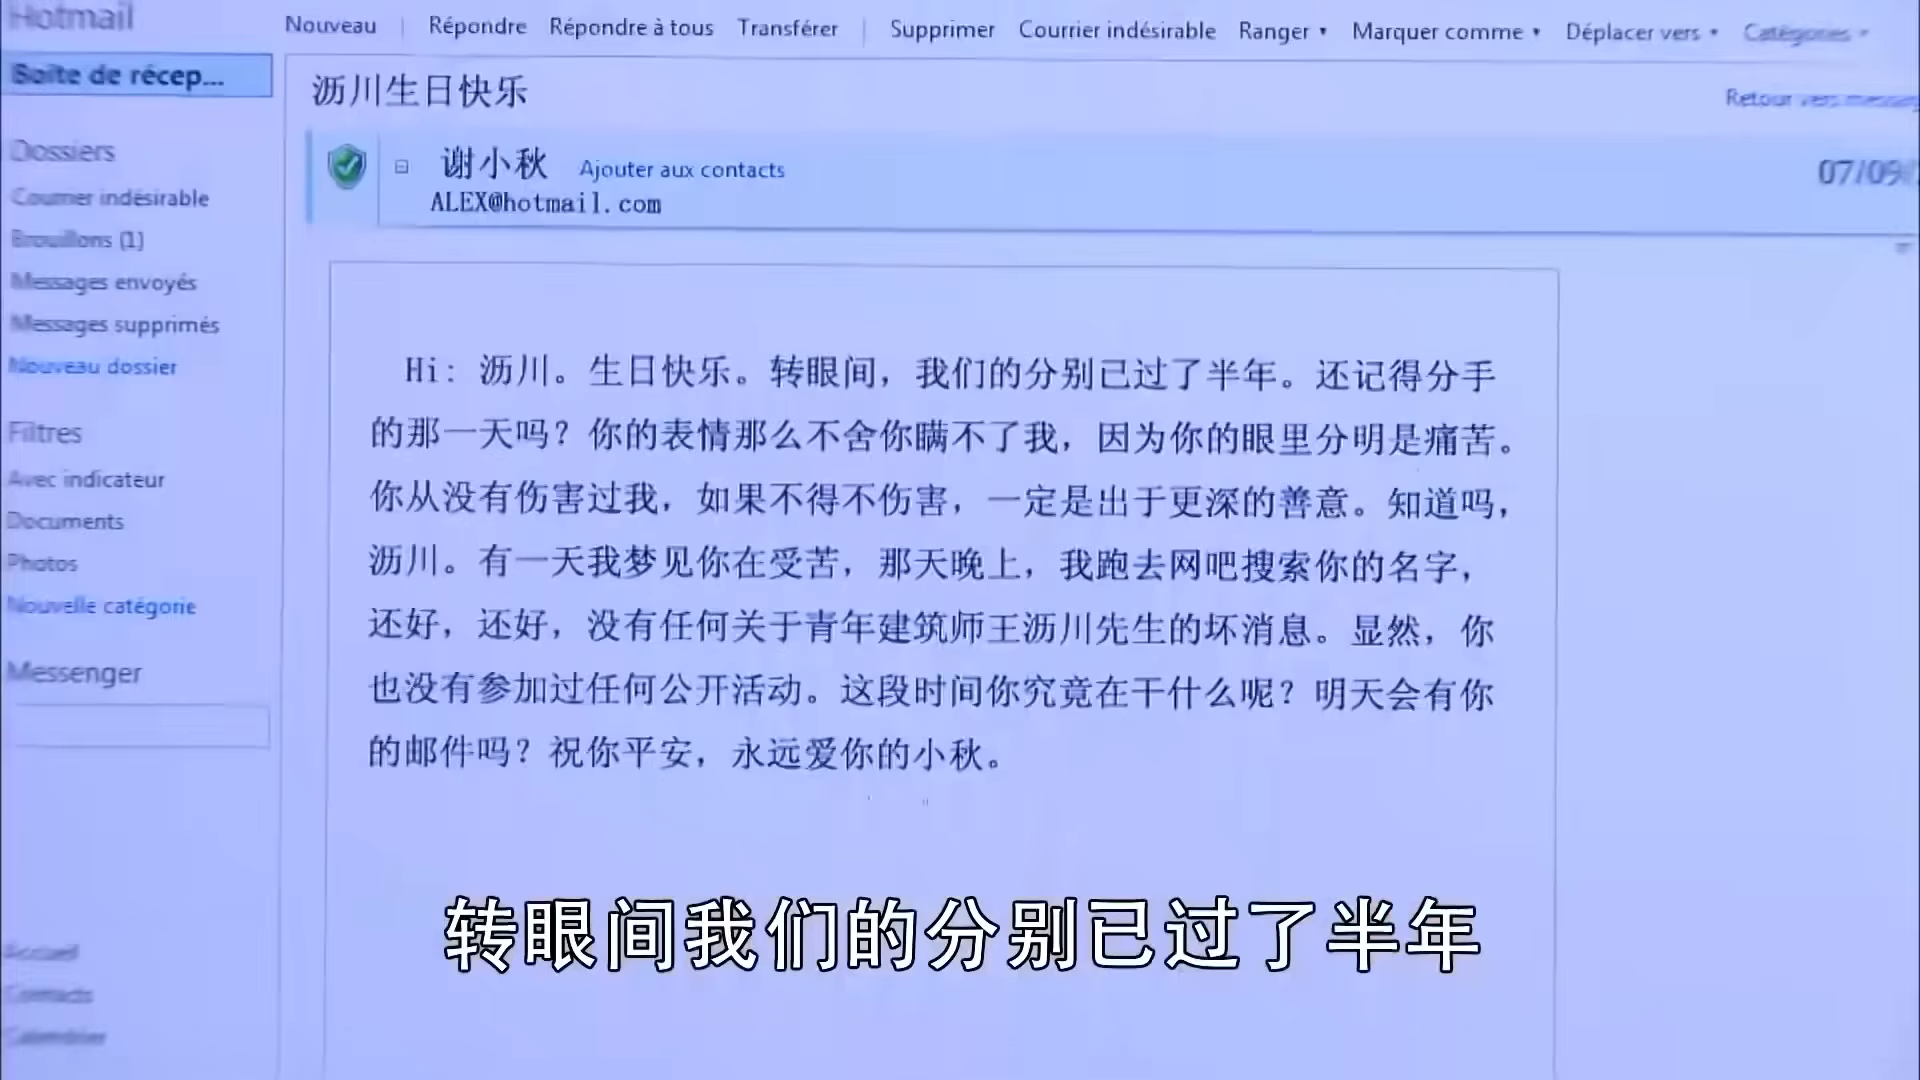 Hotmail
Nouveau | Répondre Répondre à tous Transférer | Supprimer Courrier indésirable Ranger Marquer comme Déplacer vers Catégories
Boîte de récep...
沥川生日快乐
Retour vers
Dossiers
谢小秋 Ajouter aux contacts
07/09/
ALEX@hotmail.com
Courrier indésirable
Brouillons (1)
Messages envoyés
Messages supprimés
Nouveau dossier
Filtres
Avec indicateur
Documents
Photos
Nouvelle catégorie
Messenger
Hi: 沥川。生日快乐。转眼间，我们的分别已过了半年。还记得分手
的那一天吗？你的表情那么不舍你瞒不了我，因为你的眼里分明是痛苦。
你从没有伤害过我，如果不得不伤害，一定是出于更深的善意。知道吗，
沥川。有一天我梦见你在受苦，那天晚上，我跑去网吧搜索你的名字，
还好，还好，没有任何关于青年建筑师王沥川先生的坏消息。显然，你
也没有参加过任何公开活动。这段时间你究竟在干什么呢？明天会有你
的邮件吗？祝你平安，永远爱你的小秋。
转眼间我们的分别已过了半年
Accueil
Contacts
Calendrier